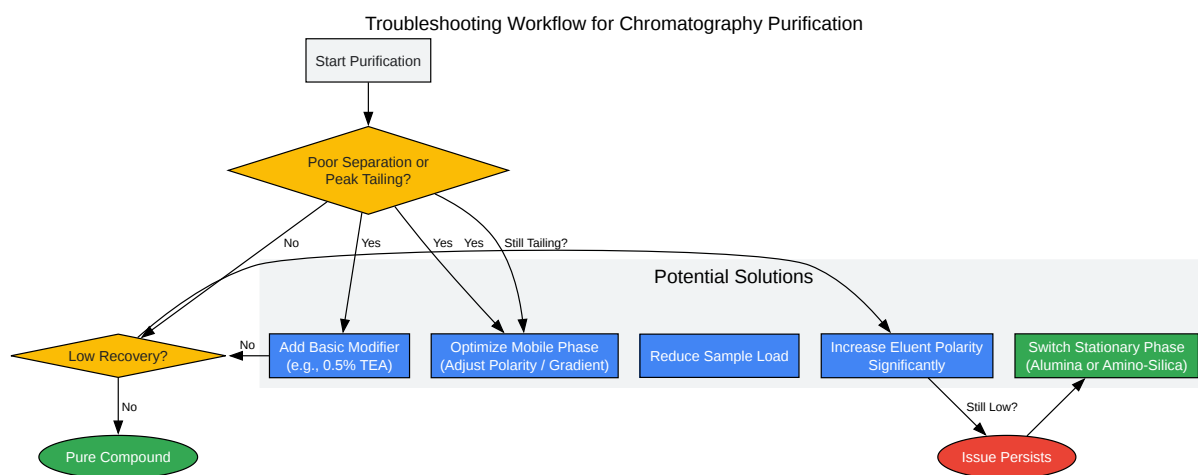 Troubleshooting Workflow for Chromatography Purification
Start Purification
Poor Separation or
Peak Tailing?
No
Yes
Yes
Yes
Still Tailing?
Potential Solutions
Low Recovery?
No
Add Basic Modifier
(e.g., 0.5% TEA)
Optimize Mobile Phase
(Adjust Polarity / Gradient)
Reduce Sample Load
Increase Eluent Polarity
Significantly
Switch Stationary Phase
(Alumina or Amino-Silica)
No
Still Low?
Pure Compound
Issue Persists